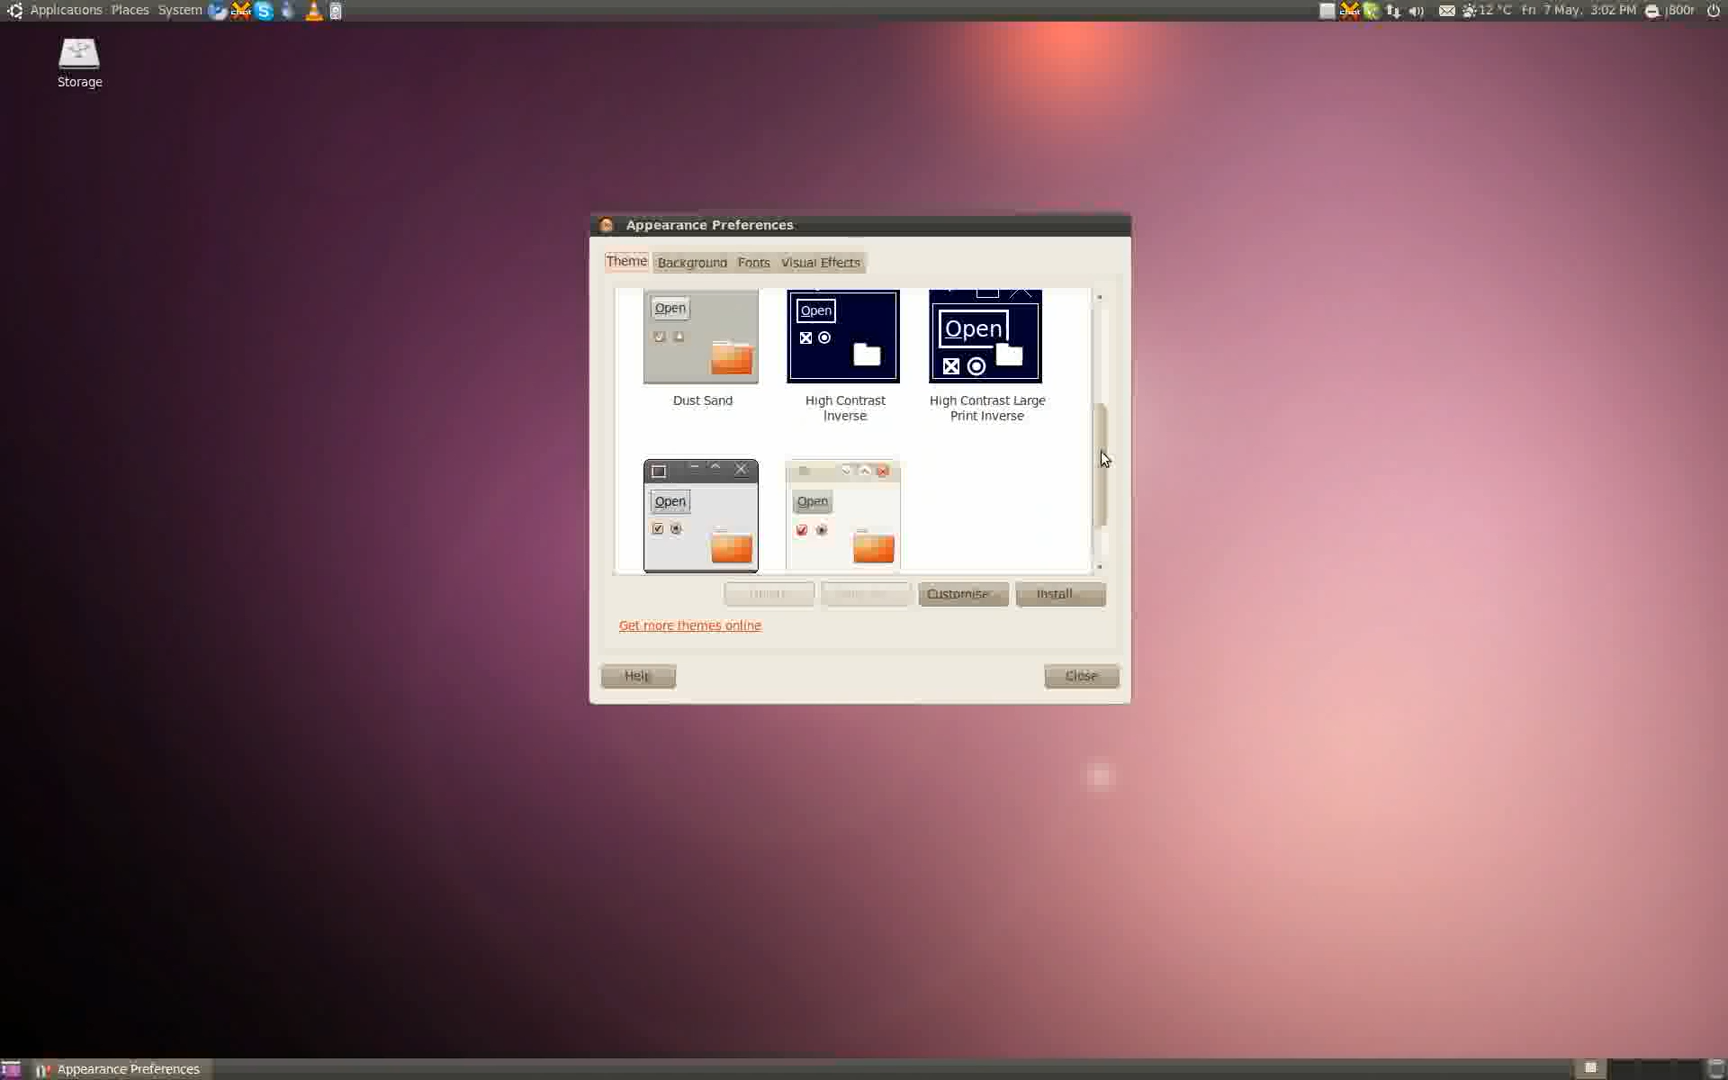 Applications Places System
12 °C Fri 7 May, 3:02 PM j800r
Storage
Appearance Preferences
Theme Background Fonts Visual Effects
Open Open Open
Dust Sand
High Contrast
Inverse
High Contrast Large
Print Inverse
Open Open
Customise... Install...
Get more themes online
Help Close
Appearance Preferences